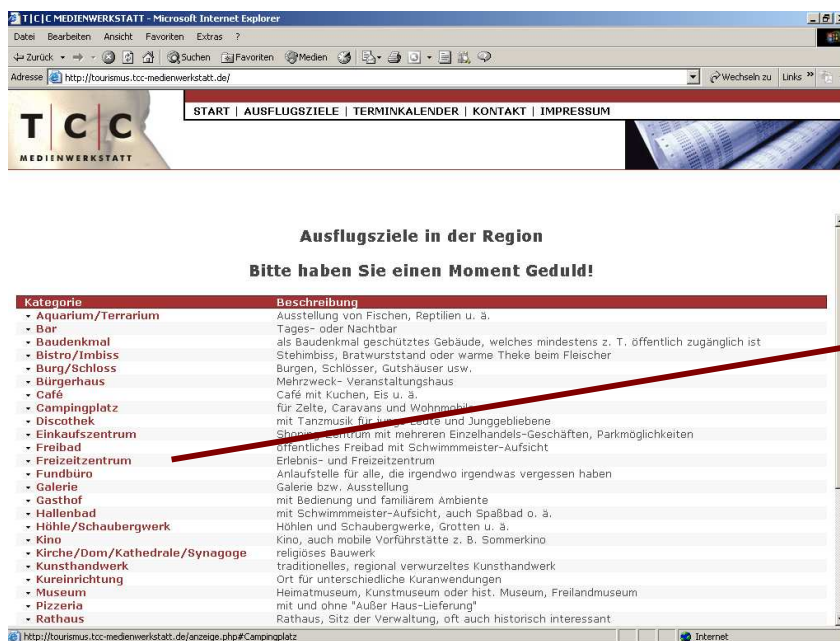 T|C|C MEDIENWERKSTATT - Microsoft Internet Explorer
Datei Bearbeiten Ansicht Favoriten Extras ?
Zurück Suchen Favoriten Medien
Adresse http://tourismus.tcc-medienwerkstatt.de/ Wechseln zu Links »
START | AUSFLUGSZIELE | TERMINKALENDER | KONTAKT | IMPRESSUM
T C C
MEDIENWERKSTATT
Ausflugsziele in der Region
Bitte haben Sie einen Moment Geduld!
Kategorie Beschreibung
Aquarium/Terrarium Ausstellung von Fischen, Reptilien u. ä.
Bar Tages- oder Nachtbar
Baudenkmal als Baudenkmal geschütztes Gebäude, welches mindestens z. T. öffentlich zugänglich ist
Bistro/Imbiss Stehimbiss, Bratwurststand oder warme Theke beim Fleischer
Burg/Schloss Burgen, Schlösser, Gutshäuser usw.
Bürgerhaus Mehrzweck- Veranstaltungshaus
Café Café mit Kuchen, Eis u. ä.
Campingplatz für Zelte, Caravans und Wohnmobile
Discothek mit Tanzmusik für junge Leute und Junggebliebene
Einkaufszentrum Shoping-Zentrum mit mehreren Einzelhandels-Geschäften, Parkmöglichkeiten
Freibad öffentliches Freibad mit Schwimmmeister-Aufsicht
Freizeitzentrum Erlebnis- und Freizeitzentrum
Fundbüro Anlaufstelle für alle, die irgendwo irgendwas vergessen haben
Galerie Galerie bzw. Ausstellung
Gasthof mit Bedienung und familiärem Ambiente
Hallenbad mit Schwimmmeister-Aufsicht, auch Spaßbad o. ä.
Höhle/Schaubergwerk Höhlen und Schaubergwerke, Grotten u. ä.
Kino Kino, auch mobile Vorführstätte z. B. Sommerkino
Kirche/Dom/Kathedrale/Synagoge religiöses Bauwerk
Kunsthandwerk traditionelles, regional verwurzeltes Kunsthandwerk
Kureinrichtung Ort für unterschiedliche Kuranwendungen
Museum Heimatmuseum, Kunstmuseum oder hist. Museum, Freilandmuseum
Pizzeria mit und ohne "Außer Haus-Lieferung"
Rathaus Rathaus, Sitz der Verwaltung, oft auch historisch interessant
http://tourismus.tcc-medienwerkstatt.de/anzeige.php#Campingplatz Internet